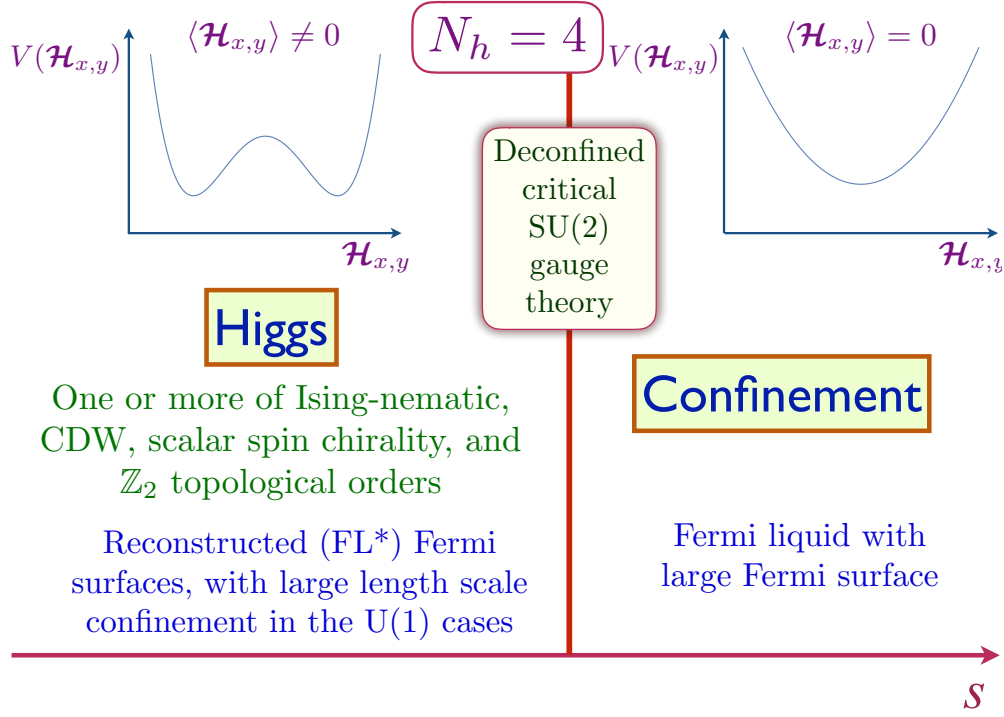 ⟨𝓗_{x,y}⟩ ≠ 0
V(𝓗_{x,y})
𝓗_{x,y}
N_h = 4
⟨𝓗_{x,y}⟩ = 0
V(𝓗_{x,y})
𝓗_{x,y}
Deconfined
critical
SU(2)
gauge
theory
Higgs
One or more of Ising-nematic,
CDW, scalar spin chirality, and
ℤ₂ topological orders
Reconstructed (FL*) Fermi
surfaces, with large length scale
confinement in the U(1) cases
Confinement
Fermi liquid with
large Fermi surface
s